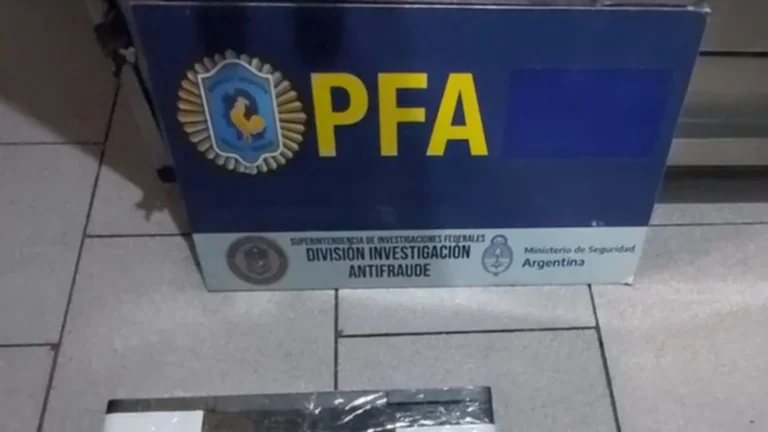 PFA
SUPERINTENDENCIA DE INVESTIGACIONES FEDERALES
DIVISIÓN INVESTIGACIÓN
ANTIFRAUDE
Ministerio de Seguridad
Argentina